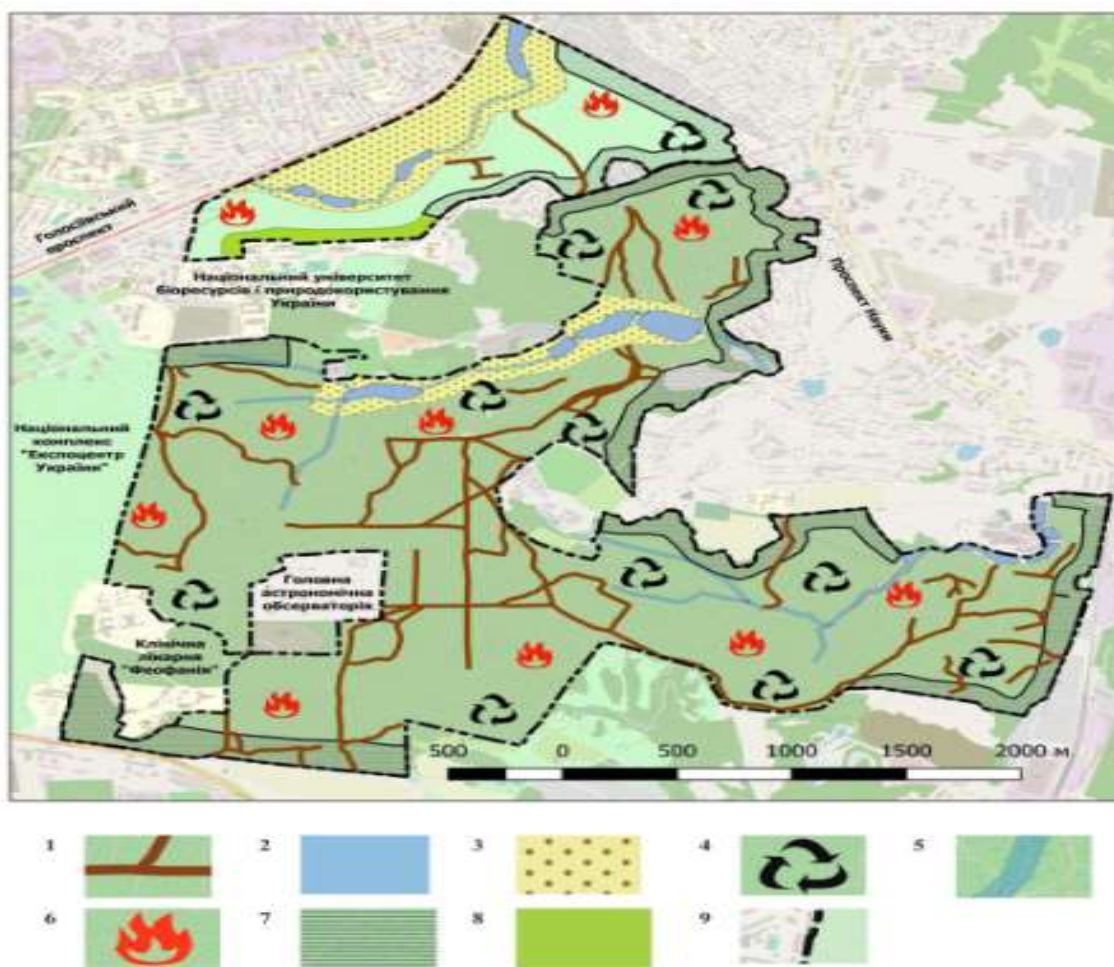 Голосіївський
проспект
Національний університет
біоресурсів і природокористування
України
Проспект Науки
Національний
комплекс
"Експоцентр
України"
Головна
астрономічна
обсерваторія
Клінічна
лікарня
"Феофанія"
500 0 500 1000 1500 2000 м
1 2 3 4 5
6 7 8 9